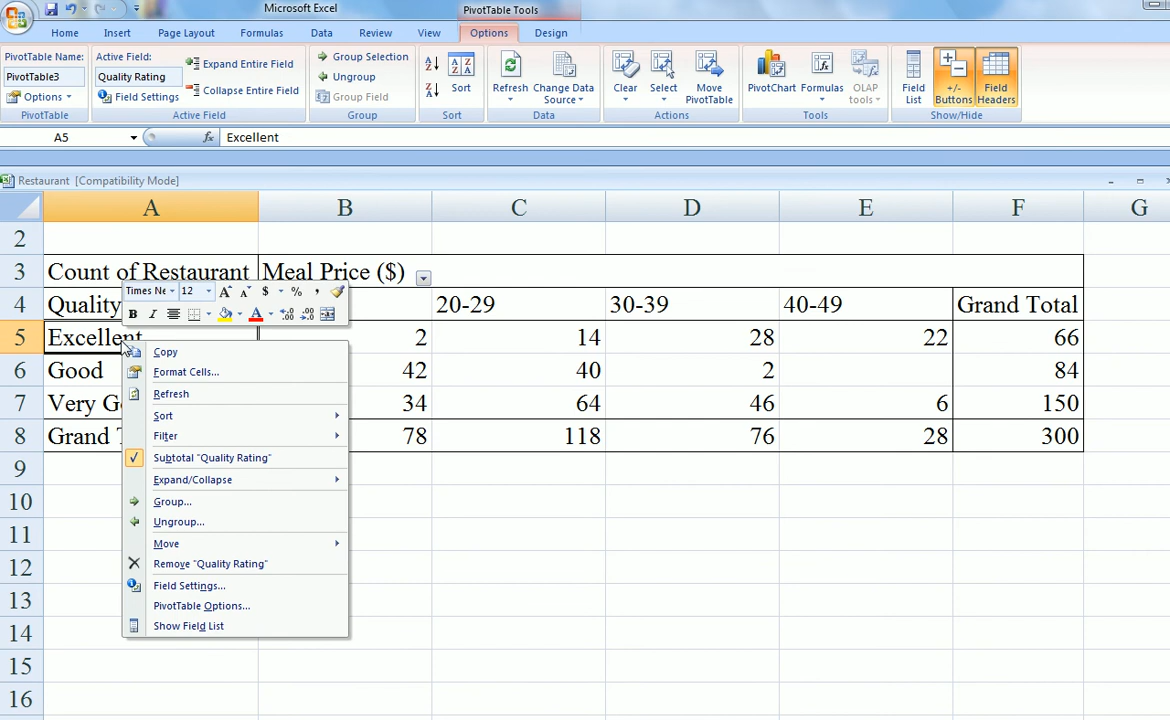 Microsoft Excel
PivotTable Tools
Home Insert Page Layout Formulas Data Review View Options Design
PivotTable Name:
PivotTable3
Options
PivotTable
Active Field:
Quality Rating
Field Settings
Expand Entire Field
Collapse Entire Field
Active Field
Group Selection
Ungroup
Group Field
Group
Sort
Sort
Refresh
Change Data
Source
Data
Clear
Select
Move
PivotTable
Actions
PivotChart
Formulas
OLAP
tools
Tools
Field
List
+/-
Buttons
Field
Headers
Show/Hide
A5 fx Excellent
Restaurant [Compatibility Mode]
A B C D E F G
2
3 Count of Restaurant Meal Price ($)
4 Quality 20-29 30-39 40-49 Grand Total
5 Excellent 2 14 28 22 66
6 Good 42 40 2 84
7 Very G 34 64 46 6 150
8 Grand T 78 118 76 28 300
9
10
11
12
13
14
15
16
Times Ne 12 A A $ % ,
B I A
Copy
Format Cells...
Refresh
Sort
Filter
Subtotal "Quality Rating"
Expand/Collapse
Group...
Ungroup...
Move
Remove "Quality Rating"
Field Settings...
PivotTable Options...
Show Field List